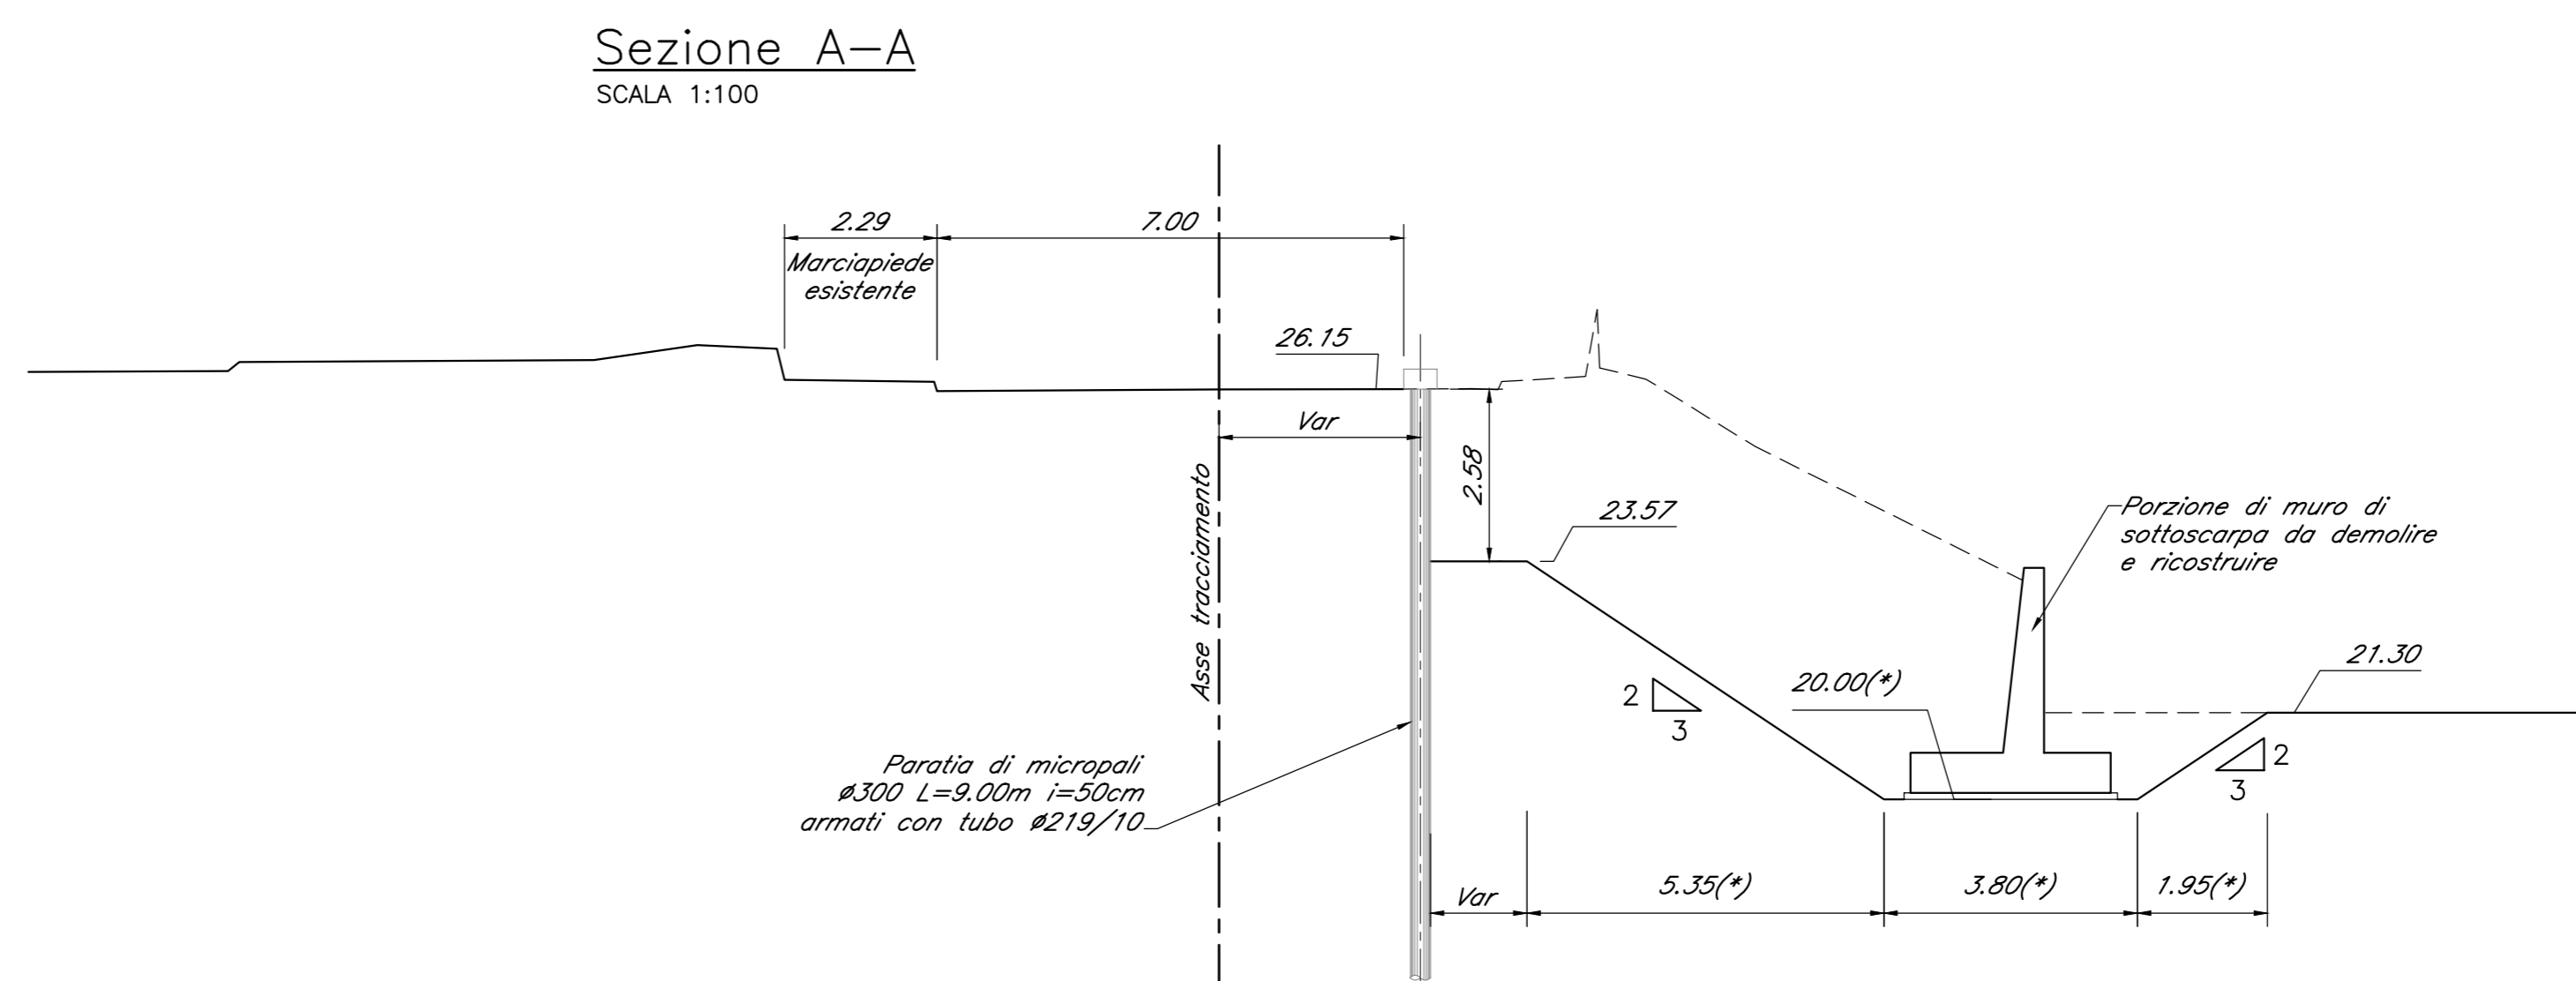 Sezione A-A
SCALA 1:100
2.29
7.00
Marciapiede
esistente
26.15
Var
2.58
Asse tracciamento
23.57
Porzione di muro di
sottoscarpa da demolire
e ricostruire
21.30
20.00(*)
2
3
2
3
Paratia di micropali
ø300 L=9.00m i=50cm
armati con tubo ø219/10
Var
5.35(*)
3.80(*)
1.95(*)